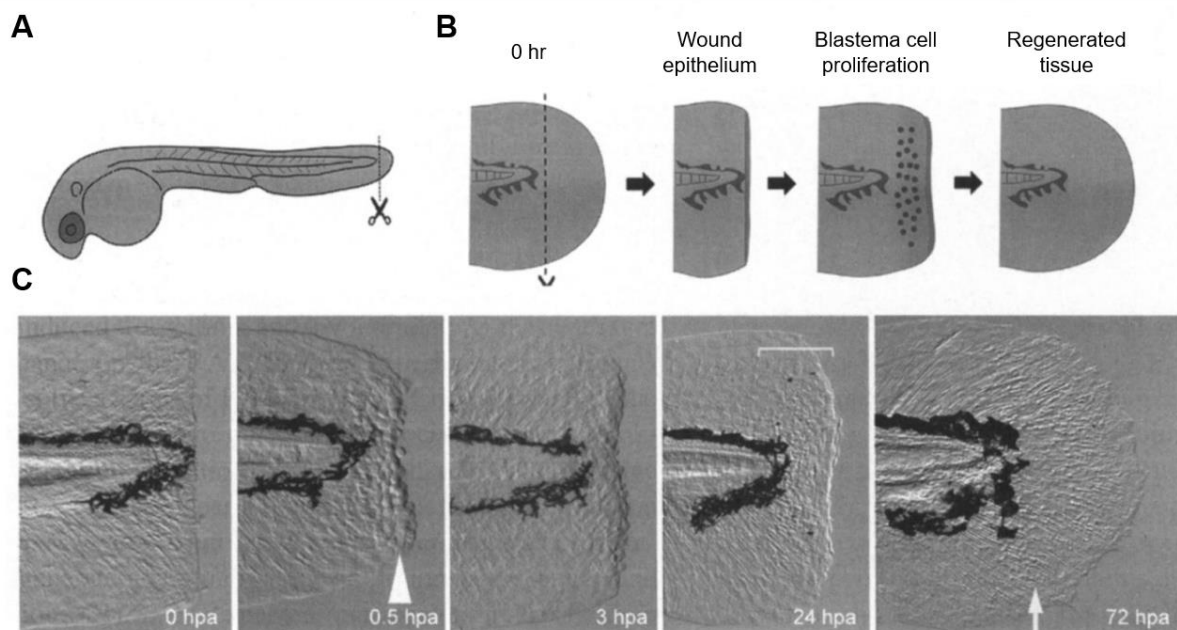 A
B
0 hr
Wound
epithelium
Blastema cell
proliferation
Regenerated
tissue
C
0 hpa
0.5 hpa
3 hpa
24 hpa
72 hpa